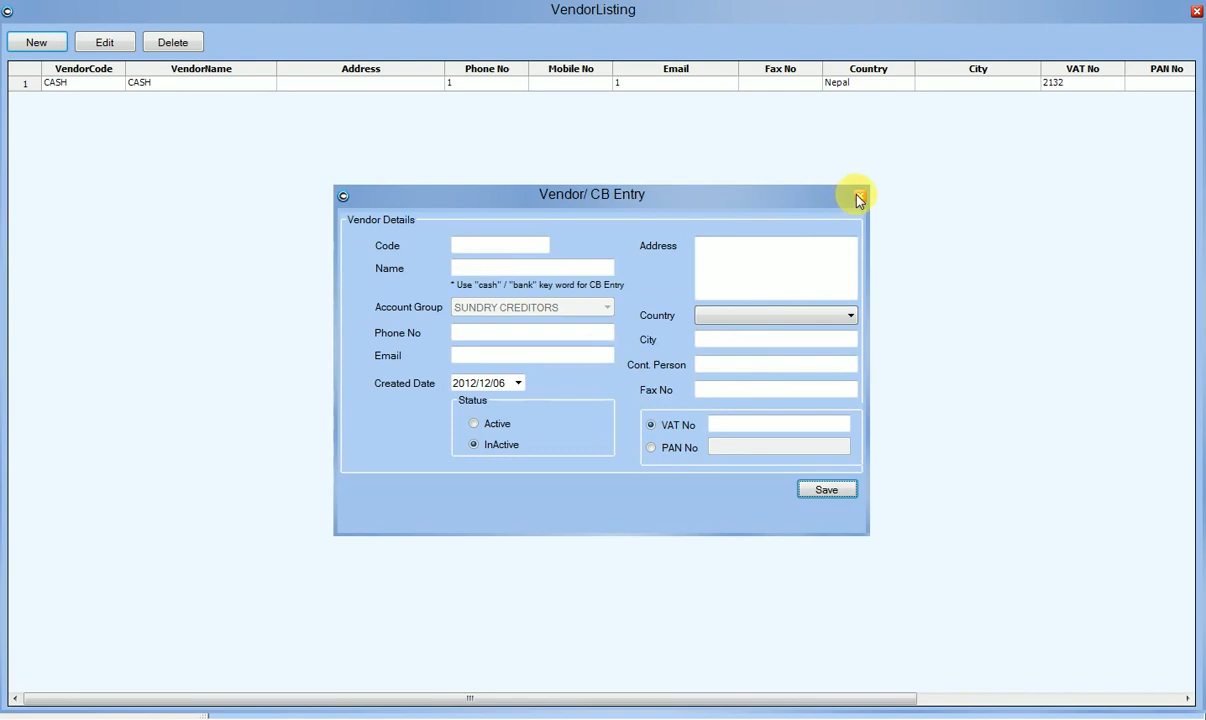 VendorListing
New Edit Delete
VendorCode VendorName Address Phone No Mobile No Email Fax No Country City VAT No PAN No
1 CASH CASH 1 1 Nepal 2132
Vendor/ CB Entry
Vendor Details
Code
Name
* Use "cash" / "bank" key word for CB Entry
Account Group SUNDRY CREDITORS
Phone No
Email
Created Date 2012/12/06
Status
Active
InActive
Address
Country
City
Cont. Person
Fax No
VAT No
PAN No
Save